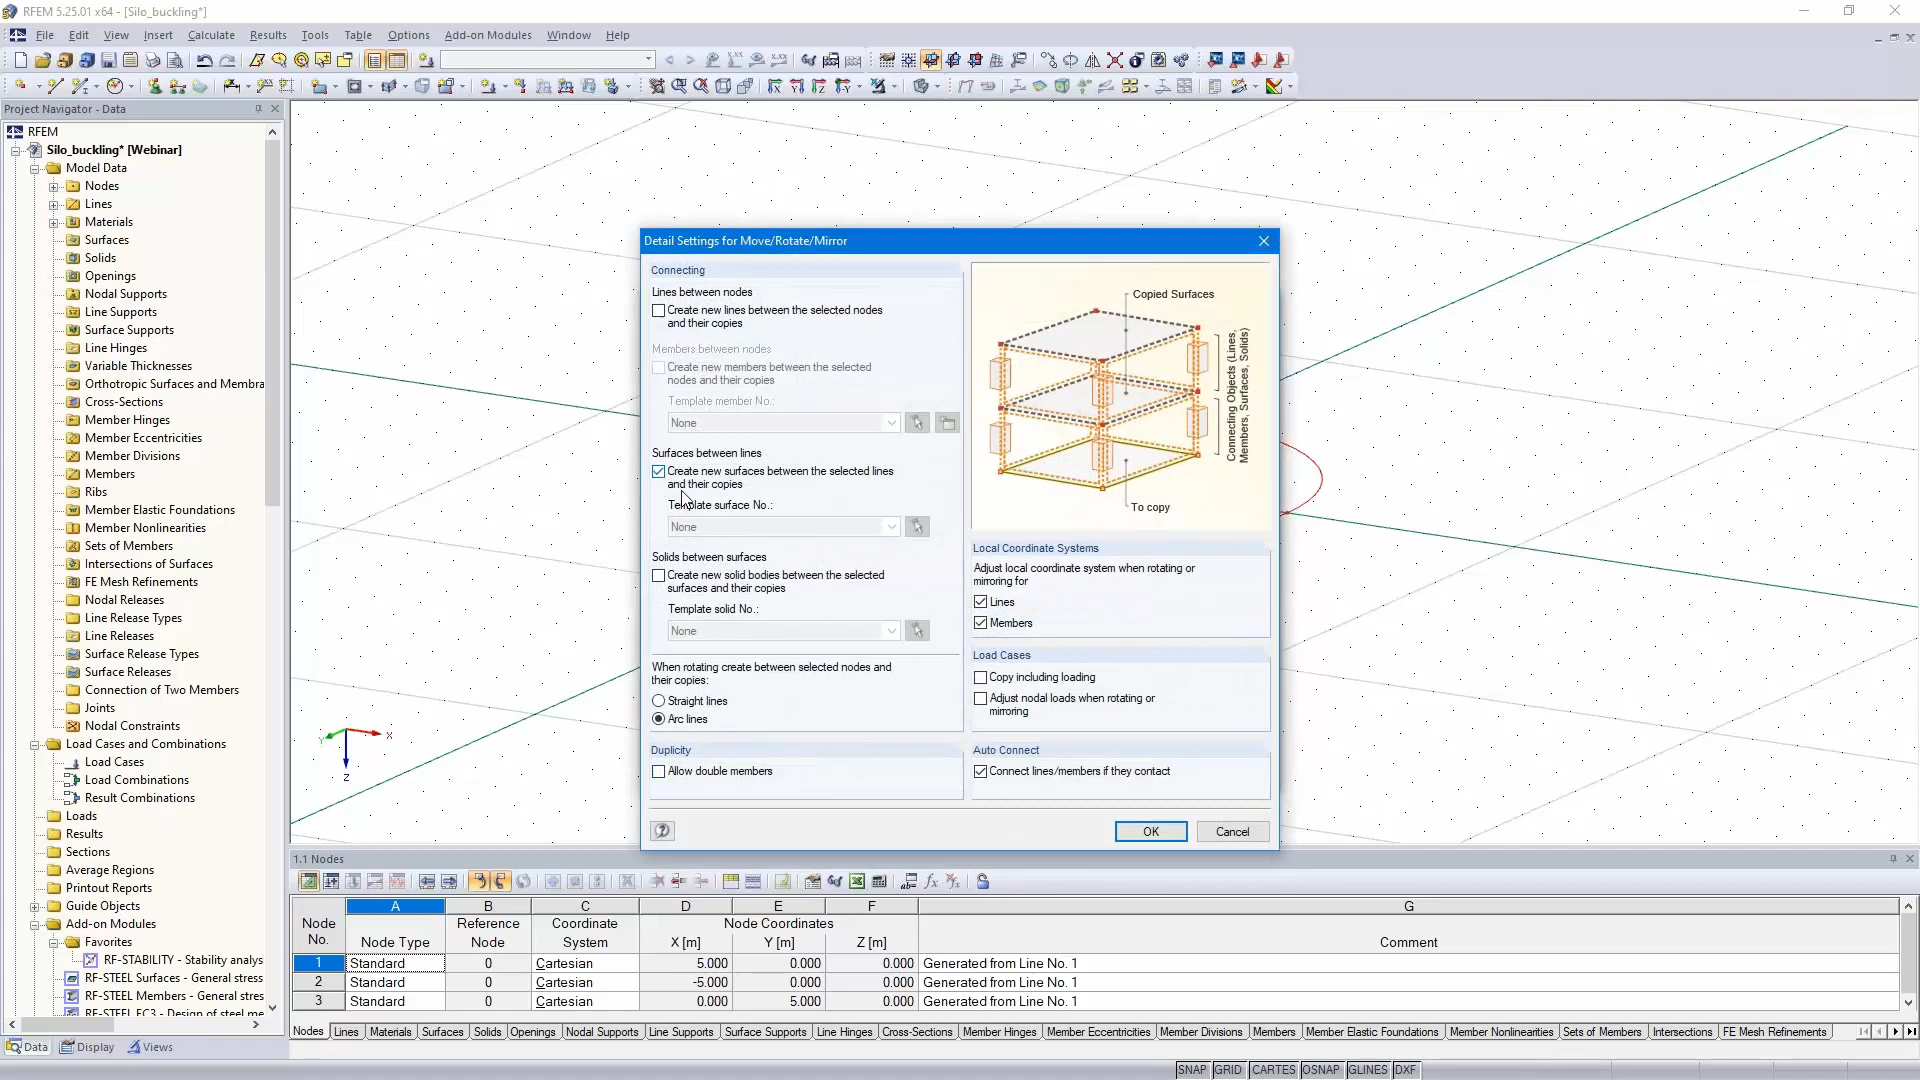 RFEM 5.25.01 x64 - [Silo_buckling*]
File Edit View Insert Calculate Results Tools Table Options Add-on Modules Window Help
Project Navigator - Data
RFEM
Silo_buckling* [Webinar]
Model Data
Nodes
Lines
Materials
Surfaces
Solids
Openings
Nodal Supports
Line Supports
Surface Supports
Line Hinges
Variable Thicknesses
Orthotropic Surfaces and Membra
Cross-Sections
Member Hinges
Member Eccentricities
Member Divisions
Members
Ribs
Member Elastic Foundations
Member Nonlinearities
Sets of Members
Intersections of Surfaces
FE Mesh Refinements
Nodal Releases
Line Release Types
Line Releases
Surface Release Types
Surface Releases
Connection of Two Members
Joints
Nodal Constraints
Load Cases and Combinations
Load Cases
Load Combinations
Result Combinations
Loads
Results
Sections
Average Regions
Printout Reports
Guide Objects
Add-on Modules
Favorites
RF-STABILITY - Stability analys
RF-STEEL Surfaces - General stress
RF-STEEL Members - General stres
RF-STEEL EC3 - Design of steel me
Data Display Views
X
Y
Z
Detail Settings for Move/Rotate/Mirror
Connecting
Lines between nodes
Create new lines between the selected nodes
and their copies
Members between nodes
Create new members between the selected
nodes and their copies
Template member No.:
None
Surfaces between lines
Create new surfaces between the selected lines
and their copies
Template surface No.:
None
Solids between surfaces
Create new solid bodies between the selected
surfaces and their copies
Template solid No.:
None
When rotating create between selected nodes and
their copies:
Straight lines
Arc lines
Duplicity
Allow double members
Copied Surfaces
Connecting Objects (Lines,
Members, Surfaces, Solids)
To copy
Local Coordinate Systems
Adjust local coordinate system when rotating or
mirroring for
Lines
Members
Load Cases
Copy including loading
Adjust nodal loads when rotating or
mirroring
Auto Connect
Connect lines/members if they contact
OK Cancel
1.1 Nodes
A B C D E F G
Node Reference Coordinate Node Coordinates
No. Node Type Node System X [m] Y [m] Z [m] Comment
1 Standard 0 Cartesian 5.000 0.000 0.000 Generated from Line No. 1
2 Standard 0 Cartesian -5.000 0.000 0.000 Generated from Line No. 1
3 Standard 0 Cartesian 0.000 5.000 0.000 Generated from Line No. 1
Nodes Lines Materials Surfaces Solids Openings Nodal Supports Line Supports Surface Supports Line Hinges Cross-Sections Member Hinges Member Eccentricities Member Divisions Members Member Elastic Foundations Member Nonlinearities Sets of Members Intersections FE Mesh Refinements
SNAP GRID CARTES OSNAP GLINES DXF